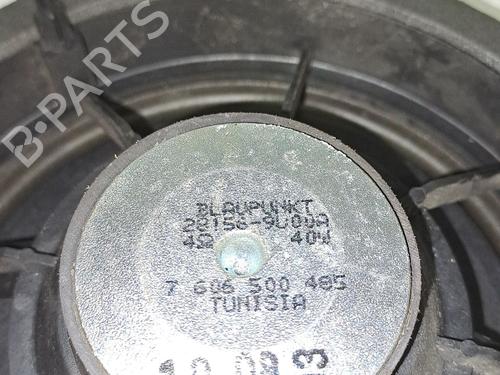 B-PARTS
BLAUPUNKT
28156-9U00A
4Ω 40W
7 606 500 485
TUNISIA